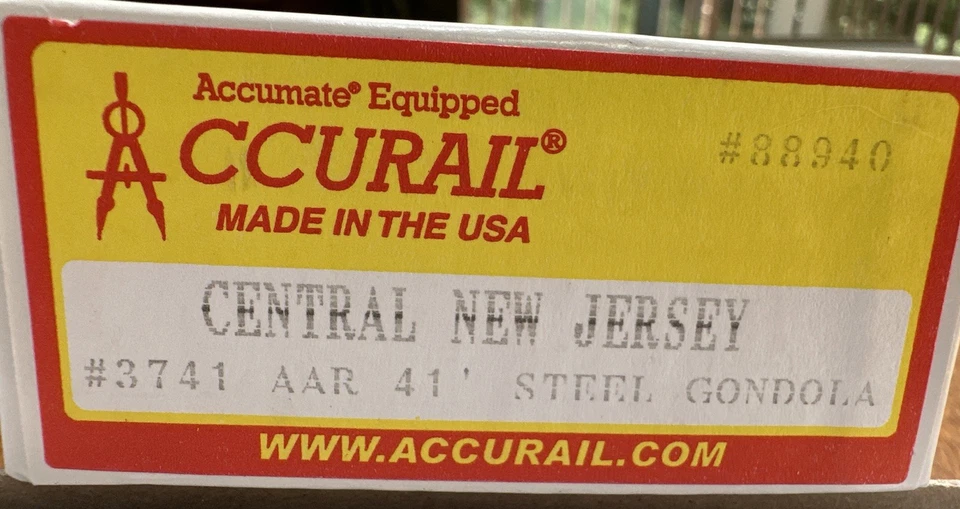 Accumate® Equipped
ACCURAIL®
#88940
MADE IN THE USA
CENTRAL NEW JERSEY
#3741 AAR 41' STEEL GONDOLA
WWW.ACCURAIL.COM